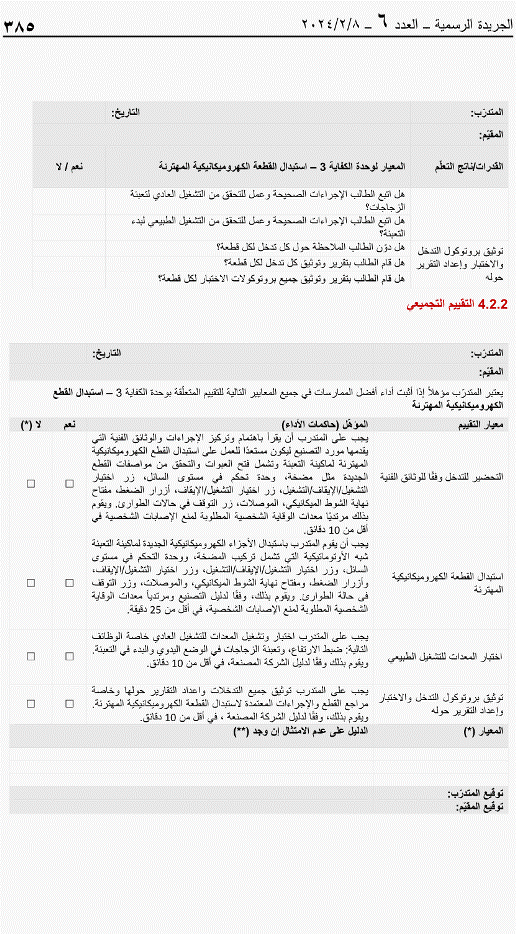 الجريدة الرسمية – العدد ٦ – ٢٠٢٤/٢/٨
٣٨٥
المتدرّب:
التاريخ:
المقيّم:
القدرات/ناتج التعلّم
المعيار لوحدة الكفاية 3 – استبدال القطعة الكهروميكانيكية المهترئة
نعم / لا
هل اتبع الطالب الإجراءات الصحيحة وعمل للتحقق من التشغيل العادي لتعبئة
الزجاجات؟
هل اتبع الطالب الإجراءات الصحيحة وعمل للتحقق من التشغيل الطبيعي لبدء
التعبئة؟
توثيق بروتوكول التدخل
والاختبار وإعداد التقرير
حوله
هل دوّن الطالب الملاحظة حول كل تدخل لكل قطعة؟
هل قام الطالب بتقرير وتوثيق كل تدخل لكل قطعة؟
هل قام الطالب بتقرير وتوثيق جميع بروتوكولات الاختبار لكل قطعة؟
4.2.2 التقييم التجميعي
المتدرّب:
التاريخ:
المقيّم:
يعتبر المتدرّب مؤهلاً إذا أثبت أداء أفضل الممارسات في جميع المعايير التالية للتقييم المتعلّقة بوحدة الكفاية 3 – استبدال القطع
الكهروميكانيكية المهترئة
معيار التقييم
المؤهّل (حاكمات الأداء)
نعم
لا (*)
التحضير للتدخل وفقًا للوثائق الفنية
يجب على المتدرب أن يقرأ باهتمام وتركيز الإجراءات والوثائق الفنية التي
يقدمها مورد التصنيع ليكون مستعدًا للعمل على استبدال القطع الكهروميكانيكية
المهترئة لماكينة التعبئة وتشمل فتح العبوات والتحقق من مواصفات القطع
الجديدة مثل مضخة، وحدة تحكم في مستوى السائل، زر اختيار
التشغيل/الإيقاف/التشغيل، زر اختيار التشغيل/الإيقاف، أزرار الضغط، مفتاح
نهاية الشوط الميكانيكي، الموصلات، زر التوقف في حالات الطوارئ. ويقوم
بذلك مرتديًا معدات الوقاية الشخصية المطلوبة لمنع الإصابات الشخصية في
أقل من 10 دقائق.
استبدال القطعة الكهروميكانيكية
المهترئة
يجب أن يقوم المتدرب باستبدال الأجزاء الكهروميكانيكية الجديدة لماكينة التعبئة
شبه الأوتوماتيكية التي تشمل تركيب المضخة، ووحدة التحكم في مستوى
السائل، وزر اختيار التشغيل/الإيقاف/التشغيل، وزر اختيار التشغيل/الإيقاف،
وأزرار الضغط، ومفتاح نهاية الشوط الميكانيكي، والموصلات، وزر التوقف
في حالة الطوارئ. ويقوم بذلك، وفقًا لدليل التصنيع ومرتدياً معدات الوقاية
الشخصية المطلوبة لمنع الإصابات الشخصية، في أقل من 25 دقيقة.
اختبار المعدات للتشغيل الطبيعي
يجب على المتدرب اختبار وتشغيل المعدات للتشغيل العادي خاصة الوظائف
التالية: ضبط الارتفاع، وتعبئة الزجاجات في الوضع اليدوي والبدء في التعبئة.
ويقوم بذلك وفقًا لدليل الشركة المصنعة، في أقل من 10 دقائق.
توثيق بروتوكول التدخل والاختبار
وإعداد التقرير حوله
يجب على المتدرب توثيق جميع التدخلات واعداد التقارير حولها وخاصة
مراجع القطع والإجراءات المعتمدة لاستبدال القطعة الكهروميكانيكية المهترئة.
ويقوم بذلك، وفقًا لدليل الشركة المصنعة ، في أقل من 10 دقائق.
المعيار (*)
الدليل على عدم الامتثال إن وجد (**)
توقيع المتدرّب:
توقيع المقيّم: